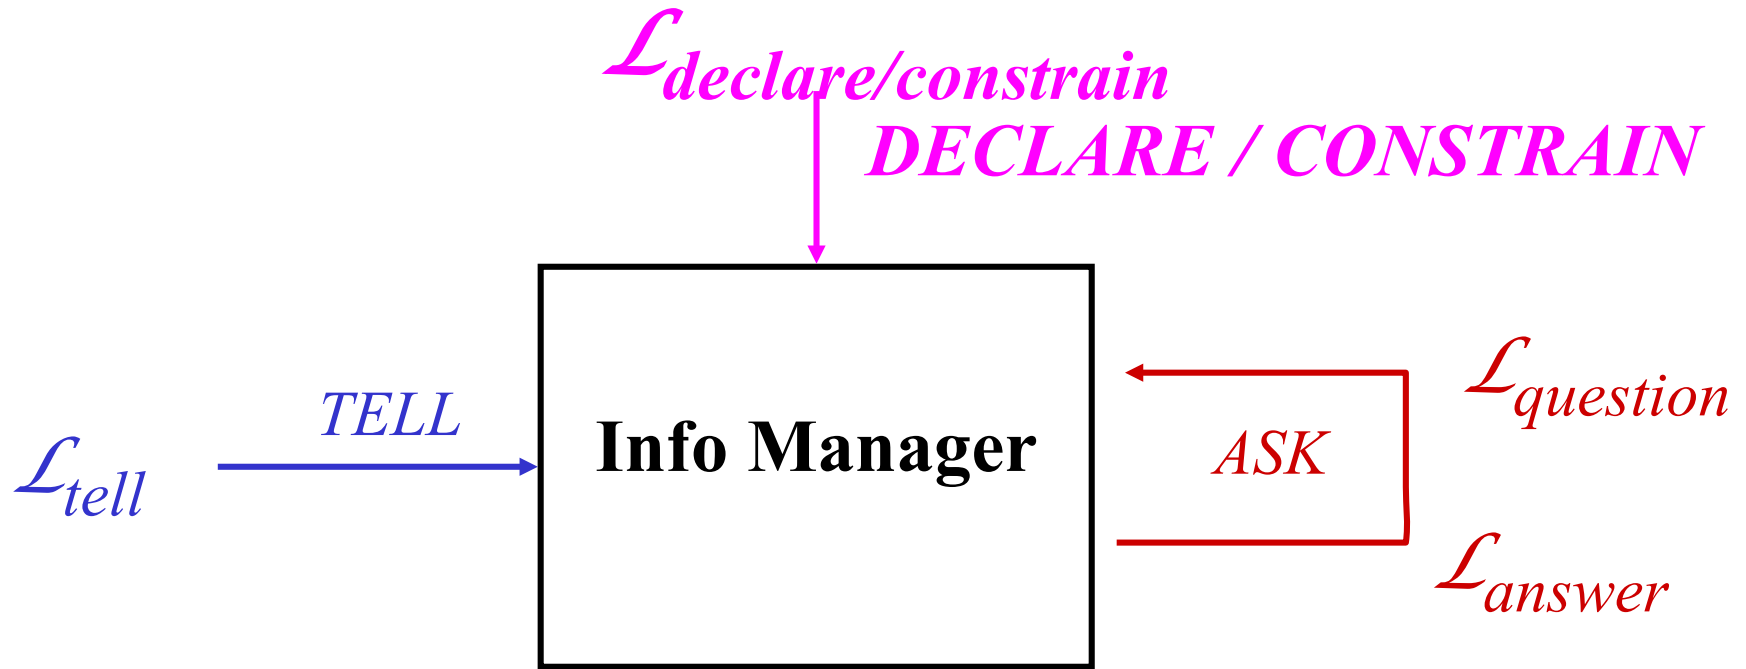 ℒdeclare/constrain
DECLARE / CONSTRAIN
ℒquestion
TELL
Info Manager
ASK
ℒtell
ℒanswer